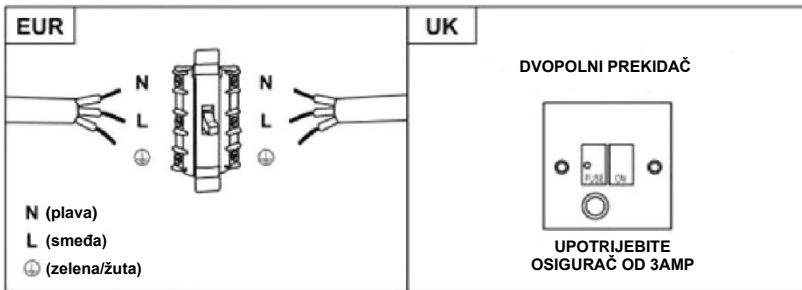 EUR
N N
L L
N (plava)
L (smeđa)
(zelena/žuta)
UK
DVOPOLNI PREKIDAČ
FUSE ON
UPOTRIJEBITE
OSIGURAČ OD 3AMP